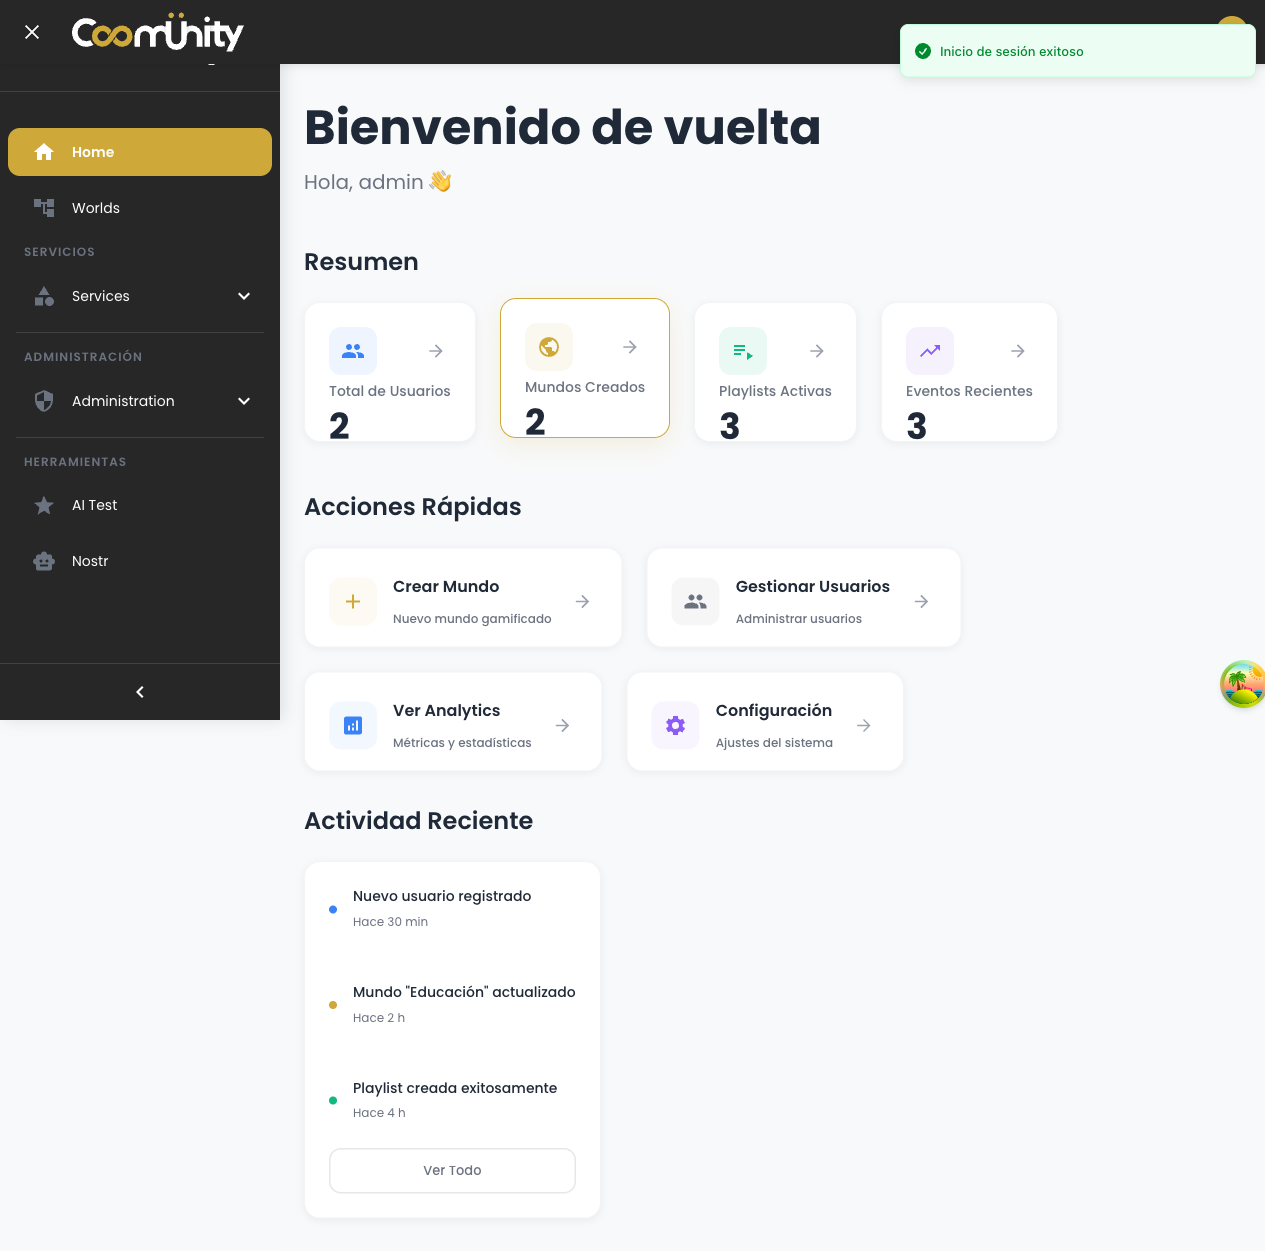 Coomÿnity
Inicio de sesión exitoso
Home
Worlds
SERVICIOS
Services
ADMINISTRACIÓN
Administration
HERRAMIENTAS
AI Test
Nostr
Bienvenido de vuelta
Hola, admin 👋
Resumen
Total de Usuarios
2
Mundos Creados
2
Playlists Activas
3
Eventos Recientes
3
Acciones Rápidas
Crear Mundo
Nuevo mundo gamificado
Gestionar Usuarios
Administrar usuarios
Ver Analytics
Métricas y estadísticas
Configuración
Ajustes del sistema
Actividad Reciente
Nuevo usuario registrado
Hace 30 min
Mundo "Educación" actualizado
Hace 2 h
Playlist creada exitosamente
Hace 4 h
Ver Todo